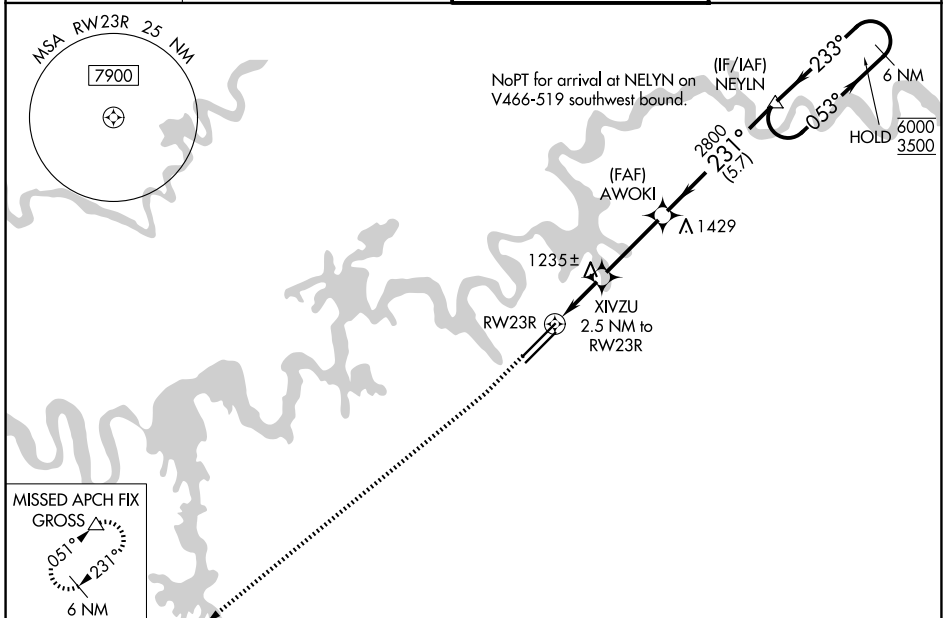 MSA RW23R 25 NM
7900
NoPT for arrival at NELYN on
V466-519 southwest bound.
(IF/IAF)
NEYLN
233°
053°
6 NM
HOLD
6000
3500
2800
231°
(5.7)
(FAF)
AWOKI
1429
1235±
XIVZU
2.5 NM to
RW23R
RW23R
MISSED APCH FIX
GROSS
051°
231°
6 NM